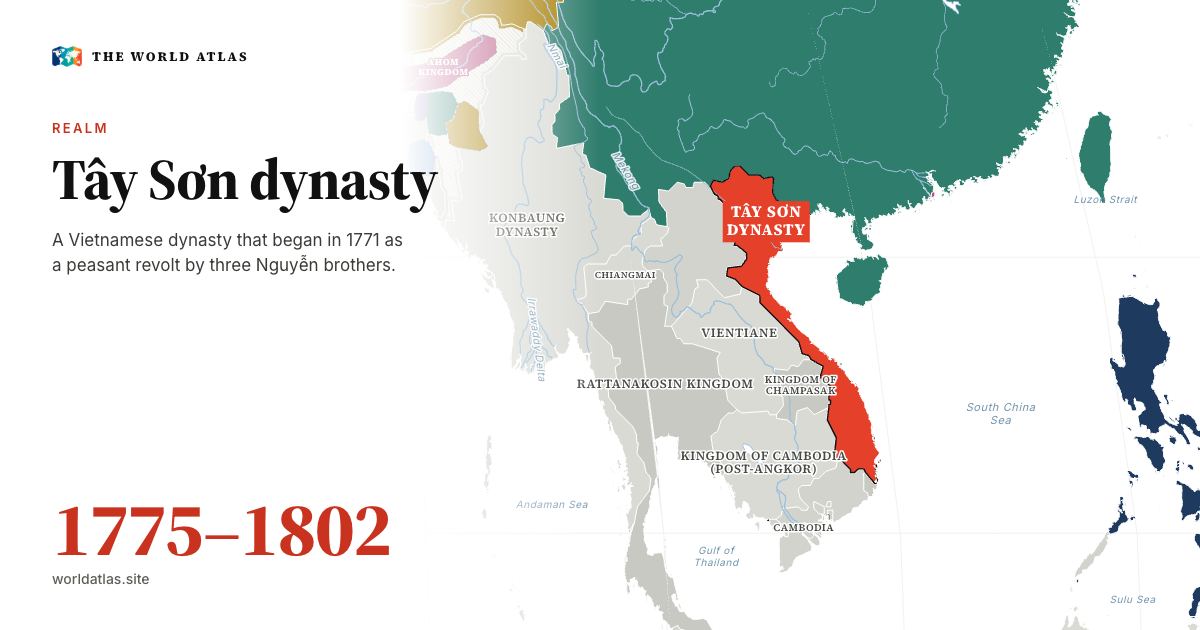 THE WORLD ATLAS
REALM
Tây Sơn dynasty
A Vietnamese dynasty that began in 1771 as
a peasant revolt by three Nguyễn brothers.
1775–1802
worldatlas.site
AHOM
KINGDOM
Nmai
Mekong
Luzon Strait
TÂY SƠN
DYNASTY
KONBAUNG
DYNASTY
CHIANGMAI
Irrawaddy Delta
VIENTIANE
RATTANAKOSIN KINGDOM
KINGDOM OF
CHAMPASAK
South China
Sea
KINGDOM OF CAMBODIA
(POST-ANGKOR)
Andaman Sea
CAMBODIA
Gulf of
Thailand
Sulu Sea